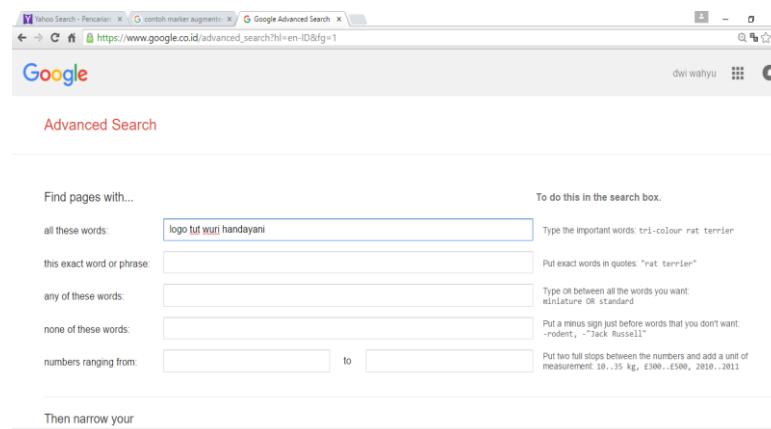 Yahoo Search - Pencarian
contoh marker augmente
Google Advanced Search
https://www.google.co.id/advanced_search?hl=en-ID&fg=1
Google
dwi wahyu
Advanced Search
Find pages with...
To do this in the search box.
all these words:
logo tut wuri handayani
Type the important words: tri-colour rat terrier
this exact word or phrase:
Put exact words in quotes: "rat terrier"
any of these words:
Type OR between all the words you want:
miniature OR standard
none of these words:
Put a minus sign just before words that you don't want:
-rodent, -"Jack Russell"
numbers ranging from:
to
Put two full stops between the numbers and add a unit of
measurement: 10..35 kg, £300..£500, 2010..2011
Then narrow your